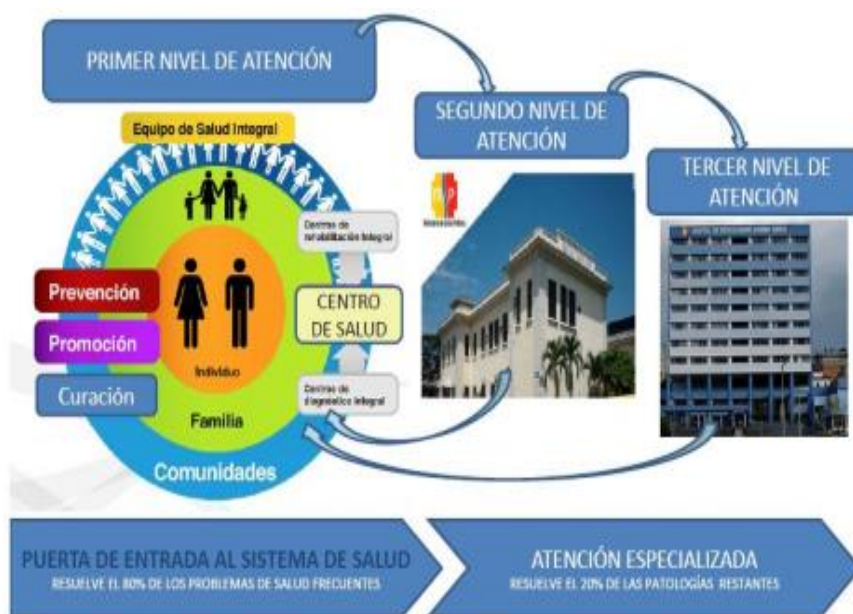 PRIMER NIVEL DE ATENCIÓN
SEGUNDO NIVEL DE
ATENCIÓN
TERCER NIVEL DE
ATENCIÓN
Equipo de Salud Integral
Centros de
rehabilitación Integral
Prevención
Promoción
Curación
CENTRO
DE SALUD
Individuo
Centros de
diagnóstico Integral
Familia
Comunidades
PUERTA DE ENTRADA AL SISTEMA DE SALUD
RESUELVE EL 80% DE LOS PROBLEMAS DE SALUD FRECUENTES
ATENCIÓN ESPECIALIZADA
RESUELVE EL 20% DE LAS PATOLOGÍAS RESTANTES